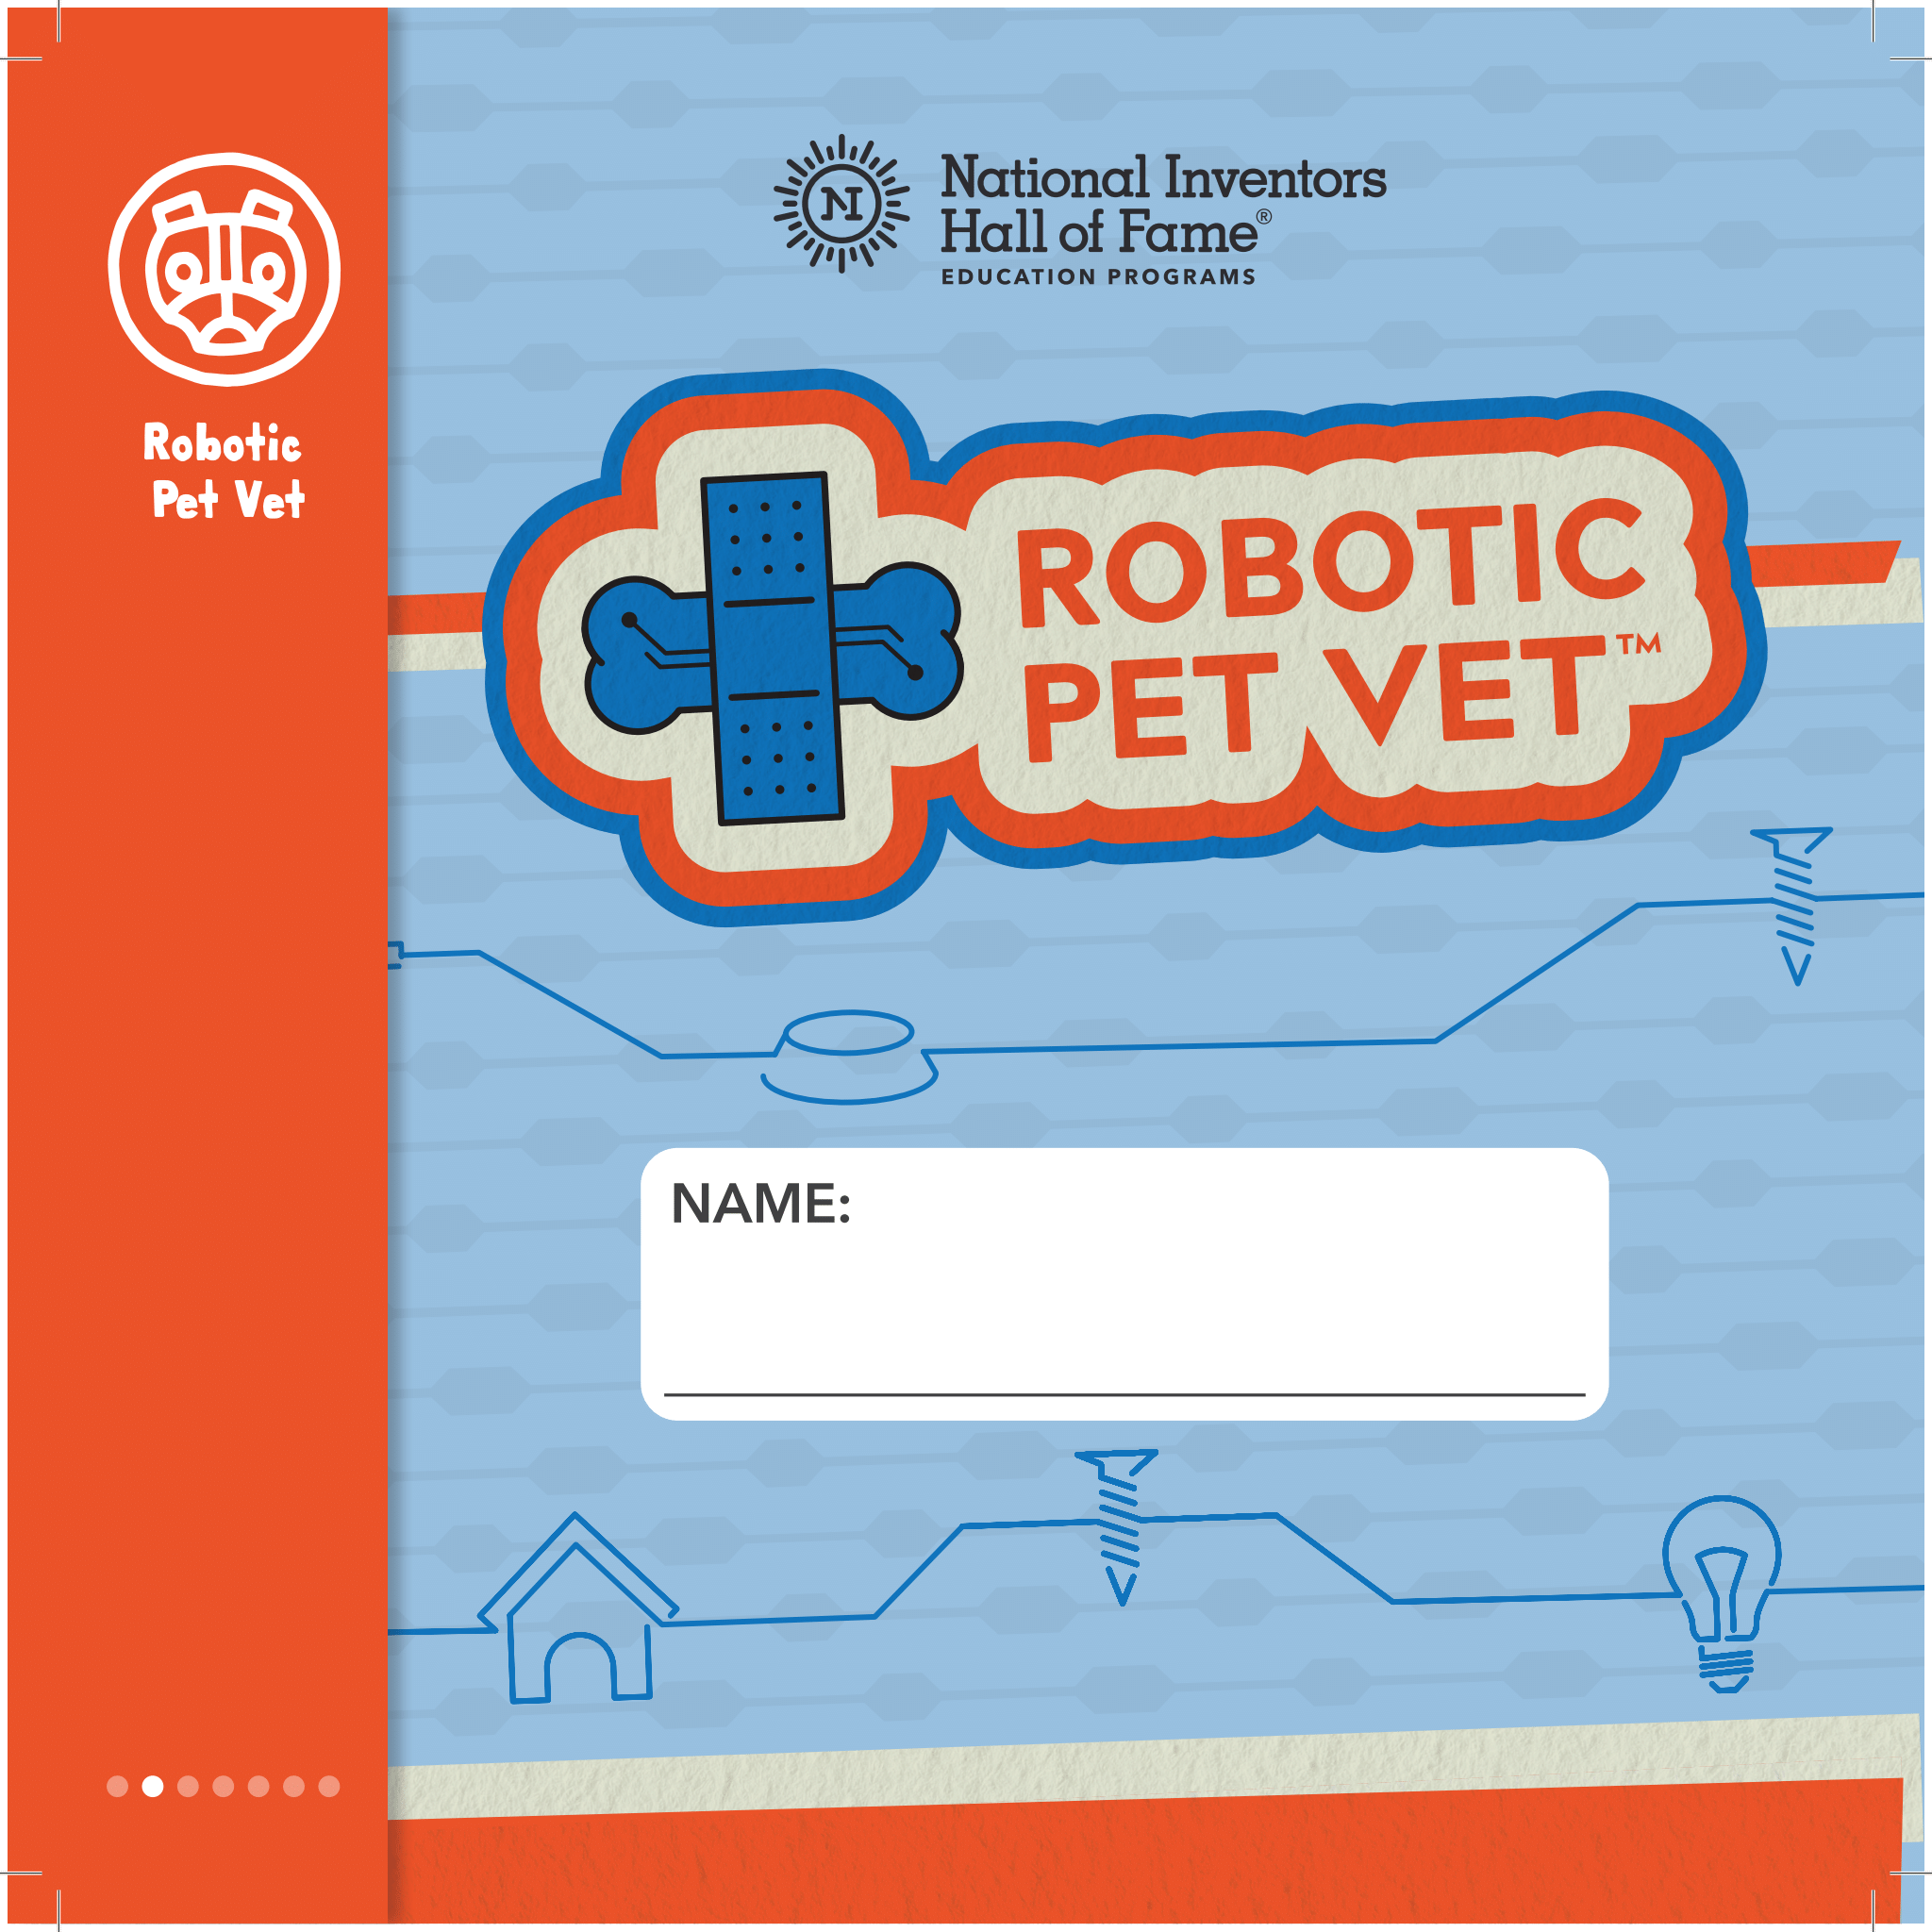 Robotic
Pet Vet
N
National Inventors
Hall of Fame®
EDUCATION PROGRAMS
ROBOTIC
PET VET™
NAME: